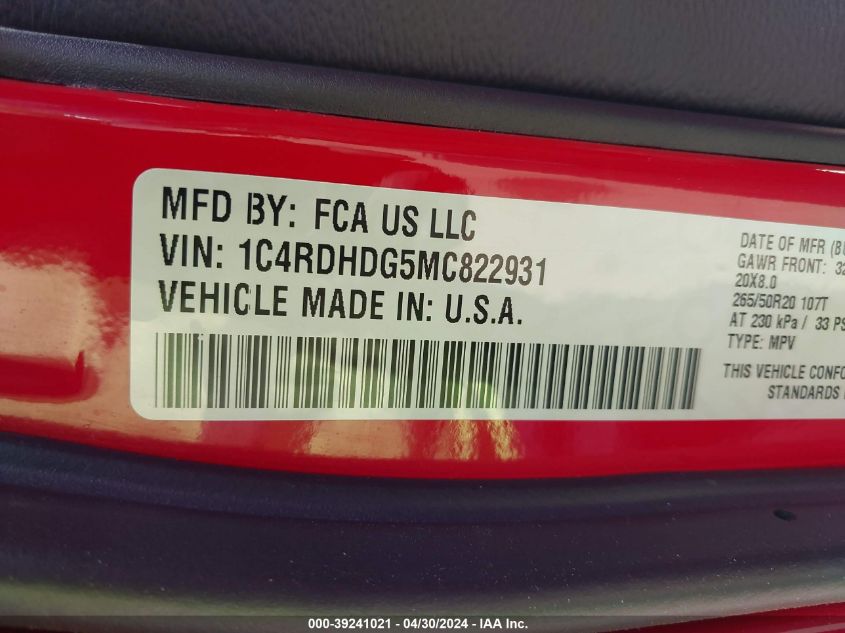 MFD BY: FCA US LLC
VIN: 1C4RDHDG5MC822931
VEHICLE MADE IN: U.S.A.
DATE OF MFR
GAWR FRONT:
20X8.0
265/50R20 107T
AT 230 kPa / 33
TYPE: MPV
THIS VEHICLE
STANDARDS
000-39241021 - 04/30/2024 - IAA Inc.